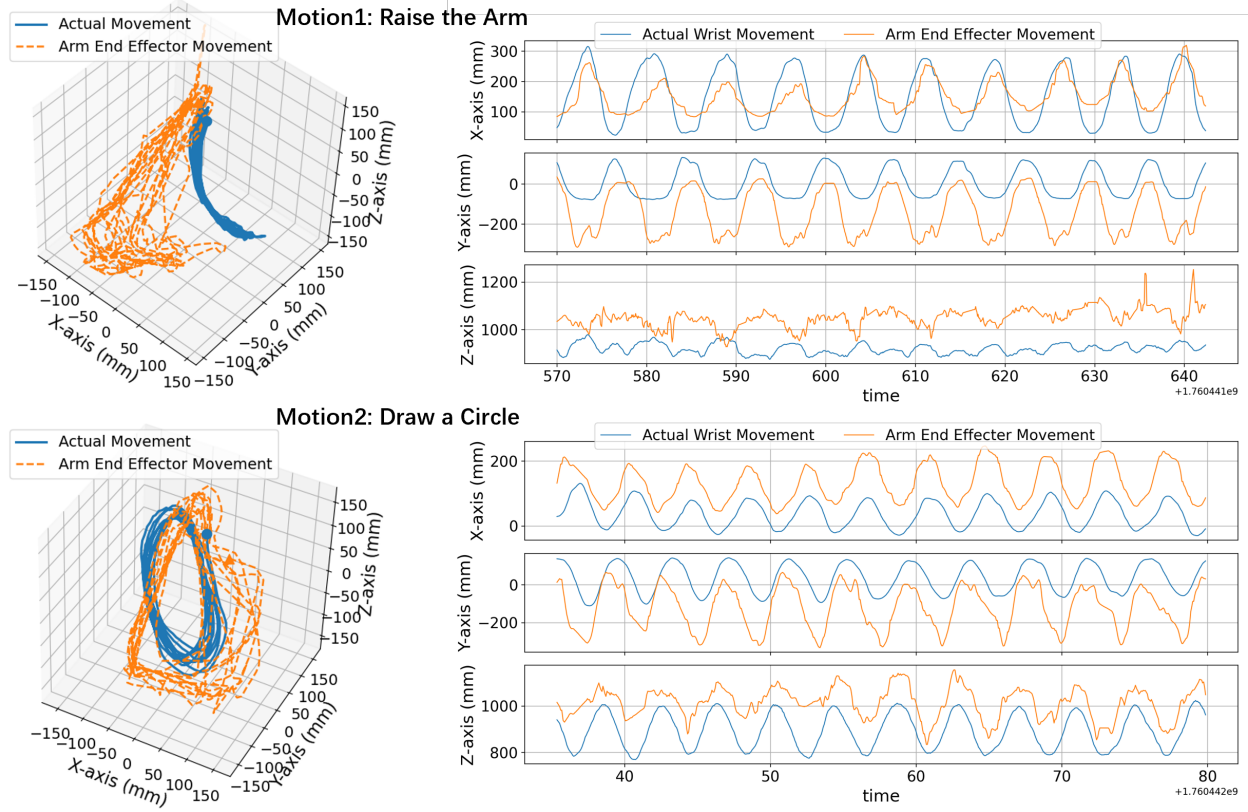 Motion1: Raise the Arm
Actual Movement
Arm End Effector Movement
150
100
50
0
−50
−100
−150
Z-axis (mm)
−150
−100
−50
0
50
100
150
X-axis (mm)
−150
−100
−50
0
50
100
150
Y-axis (mm)
Actual Wrist Movement
Arm End Effector Movement
300
200
100
X-axis (mm)
0
−200
Y-axis (mm)
1200
1000
Z-axis (mm)
570 580 590 600 610 620 630 640
+1.760441e9
time
Motion2: Draw a Circle
Actual Movement
Arm End Effector Movement
150
100
50
0
−50
−100
−150
Z-axis (mm)
−150
−100
−50
0
50
100
150
X-axis (mm)
−150
−100
−50
0
50
100
150
Y-axis (mm)
Actual Wrist Movement
Arm End Effecter Movement
200
0
X-axis (mm)
0
−200
Y-axis (mm)
1000
800
Z-axis (mm)
40 50 60 70 80
+1.760442e9
time